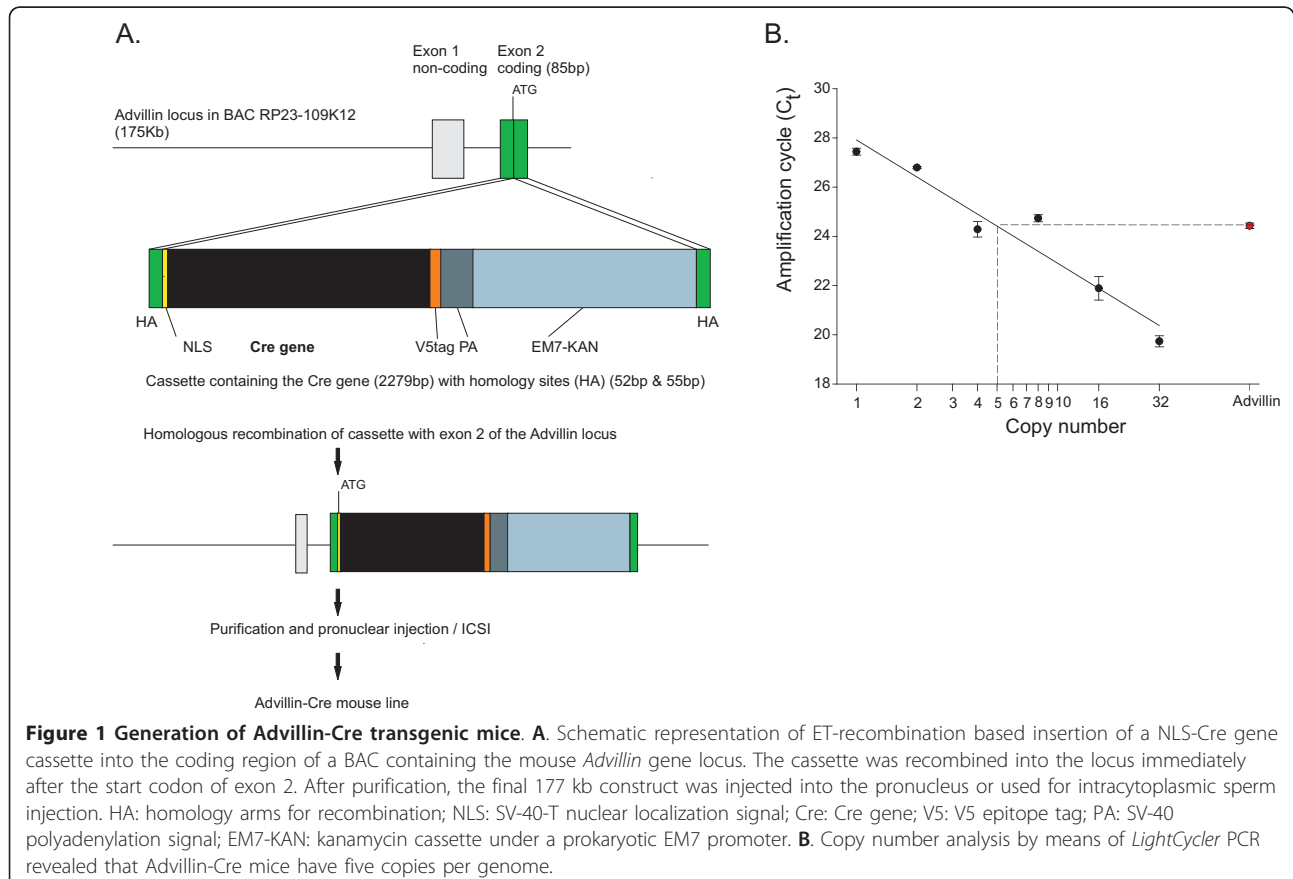 A.
Exon 1
non-coding
Exon 2
coding (85bp)
ATG
Advillin locus in BAC RP23-109K12
(175Kb)
HA
HA
NLS
Cre gene
V5tag PA
EM7-KAN
Cassette containing the Cre gene (2279bp) with homology sites (HA) (52bp & 55bp)
Homologous recombination of cassette with exon 2 of the Advillin locus
ATG
Purification and pronuclear injection / ICSI
Advillin-Cre mouse line
B.
Amplification cycle (Ct)
30
28
26
24
22
20
18
1 2 3 4 5 6 7 8 9 10 16 32 Advillin
Copy number
Figure 1 Generation of Advillin-Cre transgenic mice. A. Schematic representation of ET-recombination based insertion of a NLS-Cre gene
cassette into the coding region of a BAC containing the mouse Advillin gene locus. The cassette was recombined into the locus immediately
after the start codon of exon 2. After purification, the final 177 kb construct was injected into the pronucleus or used for intracytoplasmic sperm
injection. HA: homology arms for recombination; NLS: SV-40-T nuclear localization signal; Cre: Cre gene; V5: V5 epitope tag; PA: SV-40
polyadenylation signal; EM7-KAN: kanamycin cassette under a prokaryotic EM7 promoter. B. Copy number analysis by means of LightCycler PCR
revealed that Advillin-Cre mice have five copies per genome.